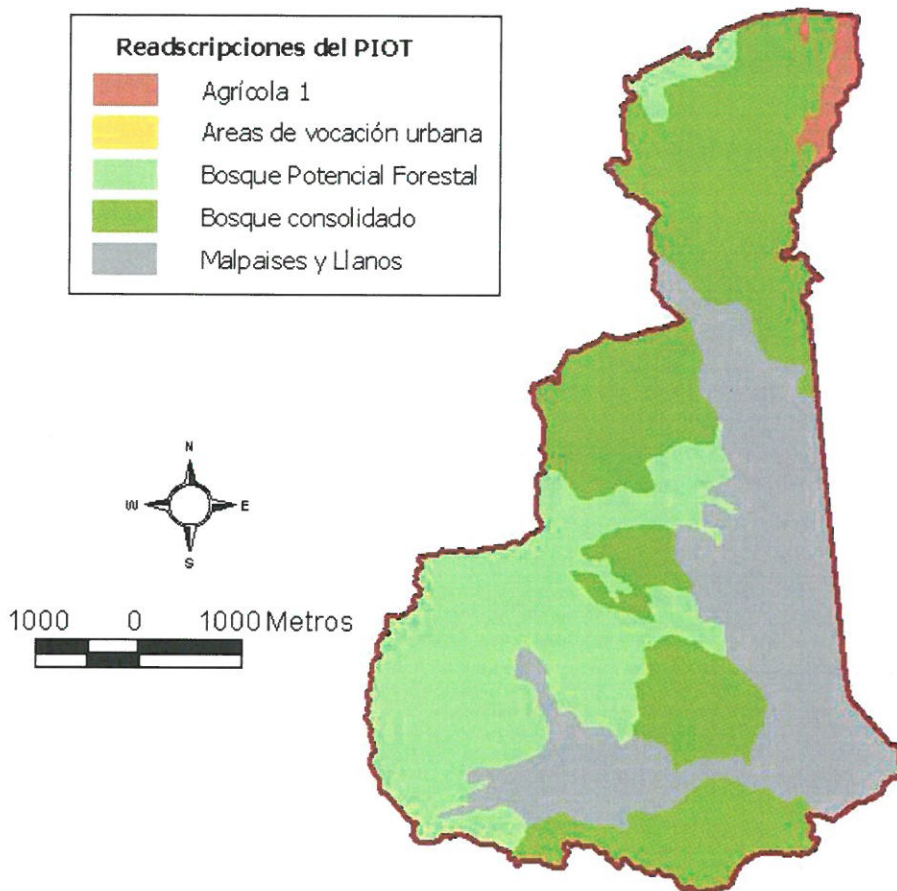 Readscripciones del PIOT
Agrícola 1
Areas de vocación urbana
Bosque Potencial Forestal
Bosque consolidado
Malpaises y Llanos
N
W E
S
1000 0 1000 Metros